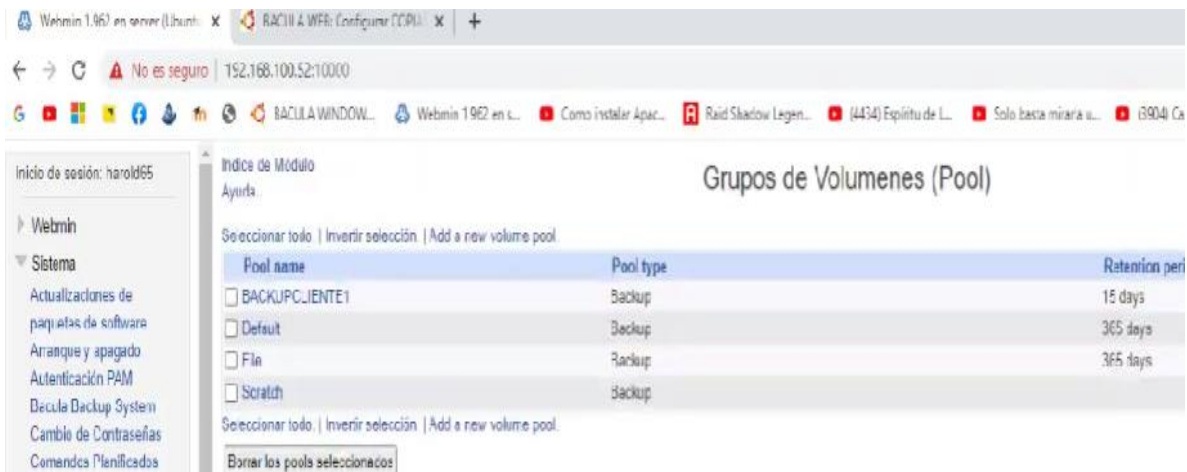 Webmin 1.962 en server (Ubuntu
BACULA WEB: Configurar COPIA
No es seguro
192.168.100.52:10000
BACULA WINDOW...
Webmin 1.962 en s...
Como instalar Apac...
Raid Shadow Legen...
(4434) Espíritu de L...
Solo basta mirar a u...
(3904) Ca
Inicio de sesión: harold65
Webmin
Sistema
Actualizaciones de
paquetes de software
Arranque y apagado
Autenticación PAM
Bacula Backup System
Cambio de Contraseñas
Comandos Planificados
Índice de Módulo
Ayuda..
Grupos de Volumenes (Pool)
Seleccionar todo. | Invertir selección. | Add a new volume pool.
Pool name Pool type Retention peri
BACKUPCLIENTE1 Backup 15 days
Default Backup 365 days
File Backup 365 days
Scratch Backup
Seleccionar todo. | Invertir selección. | Add a new volume pool.
Borrar los pools seleccionados